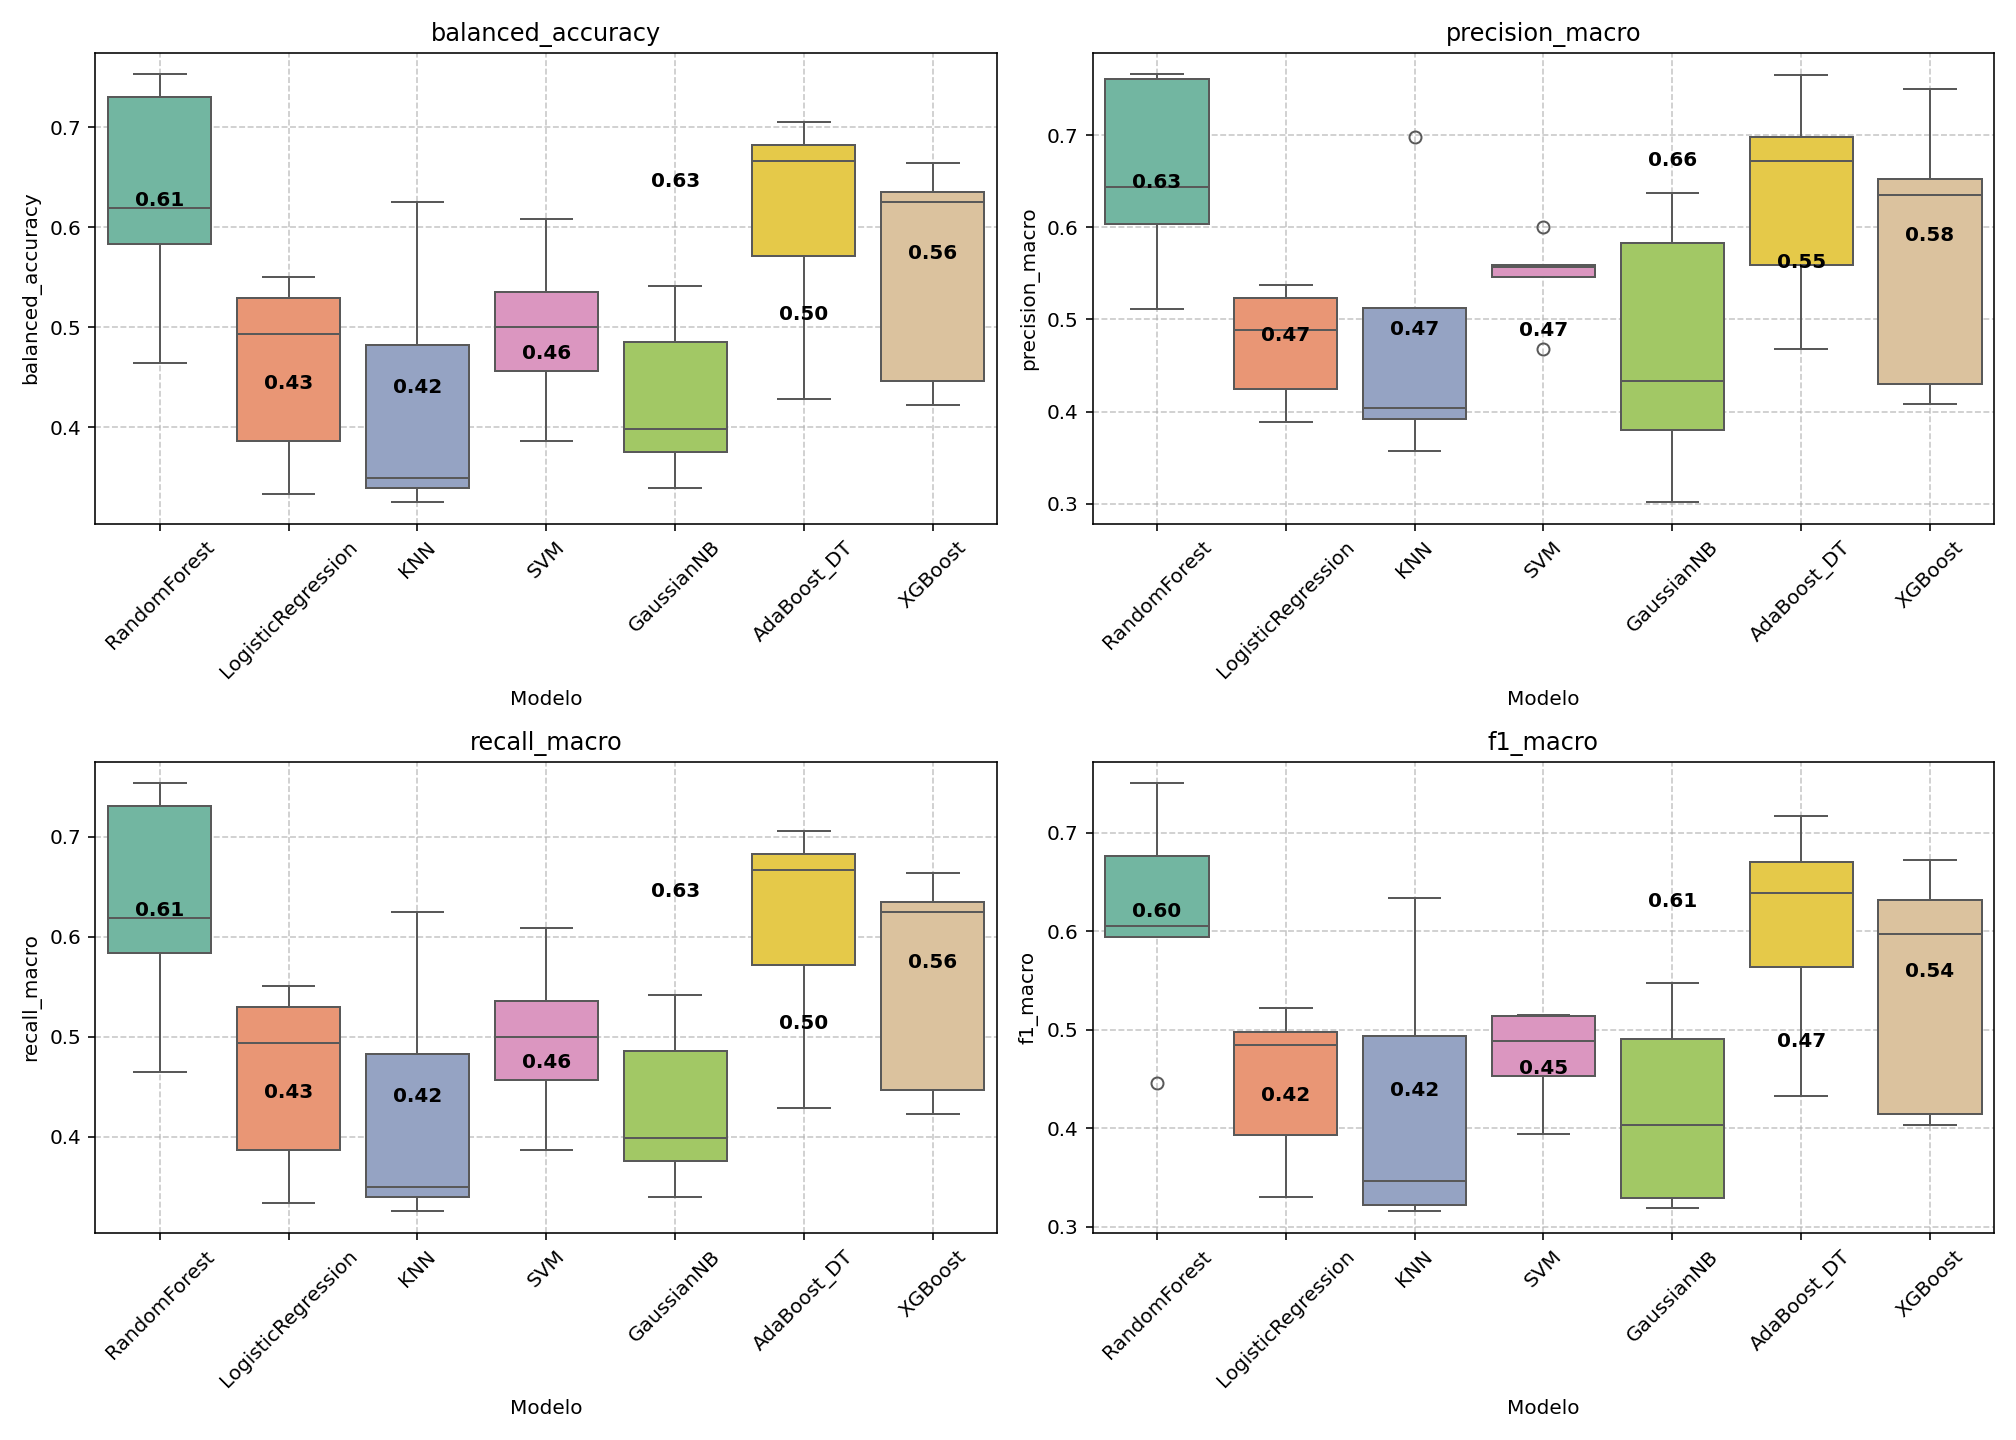 balanced_accuracy
balanced_accuracy
0.7
0.6
0.5
0.4
0.61
0.43
0.42
0.46
0.63
0.50
0.56
RandomForest
LogisticRegression
KNN
SVM
GaussianNB
AdaBoost_DT
XGBoost
Modelo
precision_macro
precision_macro
0.7
0.6
0.5
0.4
0.3
0.63
0.47
0.47
0.47
0.66
0.55
0.58
RandomForest
LogisticRegression
KNN
SVM
GaussianNB
AdaBoost_DT
XGBoost
Modelo
recall_macro
recall_macro
0.7
0.6
0.5
0.4
0.61
0.43
0.42
0.46
0.63
0.50
0.56
RandomForest
LogisticRegression
KNN
SVM
GaussianNB
AdaBoost_DT
XGBoost
Modelo
f1_macro
f1_macro
0.7
0.6
0.5
0.4
0.3
0.60
0.42
0.42
0.45
0.61
0.47
0.54
RandomForest
LogisticRegression
KNN
SVM
GaussianNB
AdaBoost_DT
XGBoost
Modelo